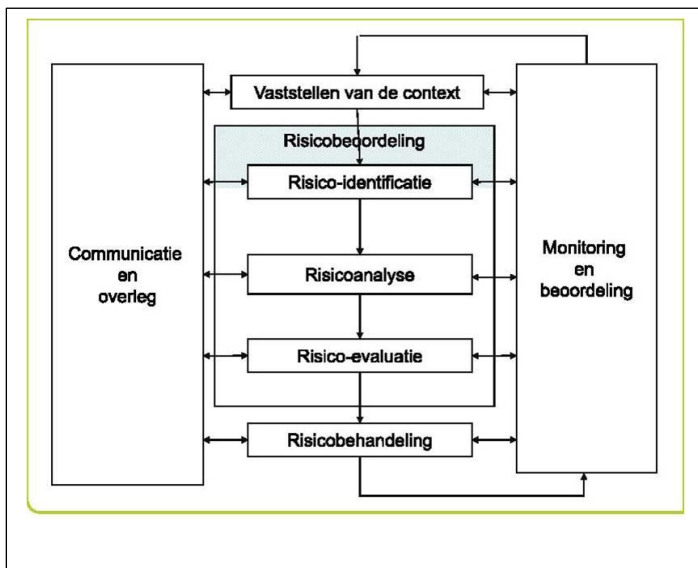 Vaststellen van de context
Risicobeoordeling
Risico-identificatie
Communicatie
en
overleg
Risicoanalyse
Monitoring
en
beoordeling
Risico-evaluatie
Risicobehandeling